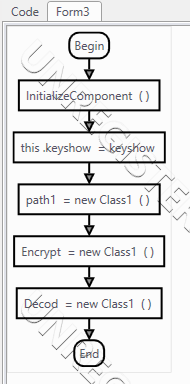 Code Form3
Begin
InitializeComponent ( )
this .keyshow = keyshow
path1 = new Class1 ( )
Encrypt = new Class1 ( )
Decod = new Class1 ( )
End